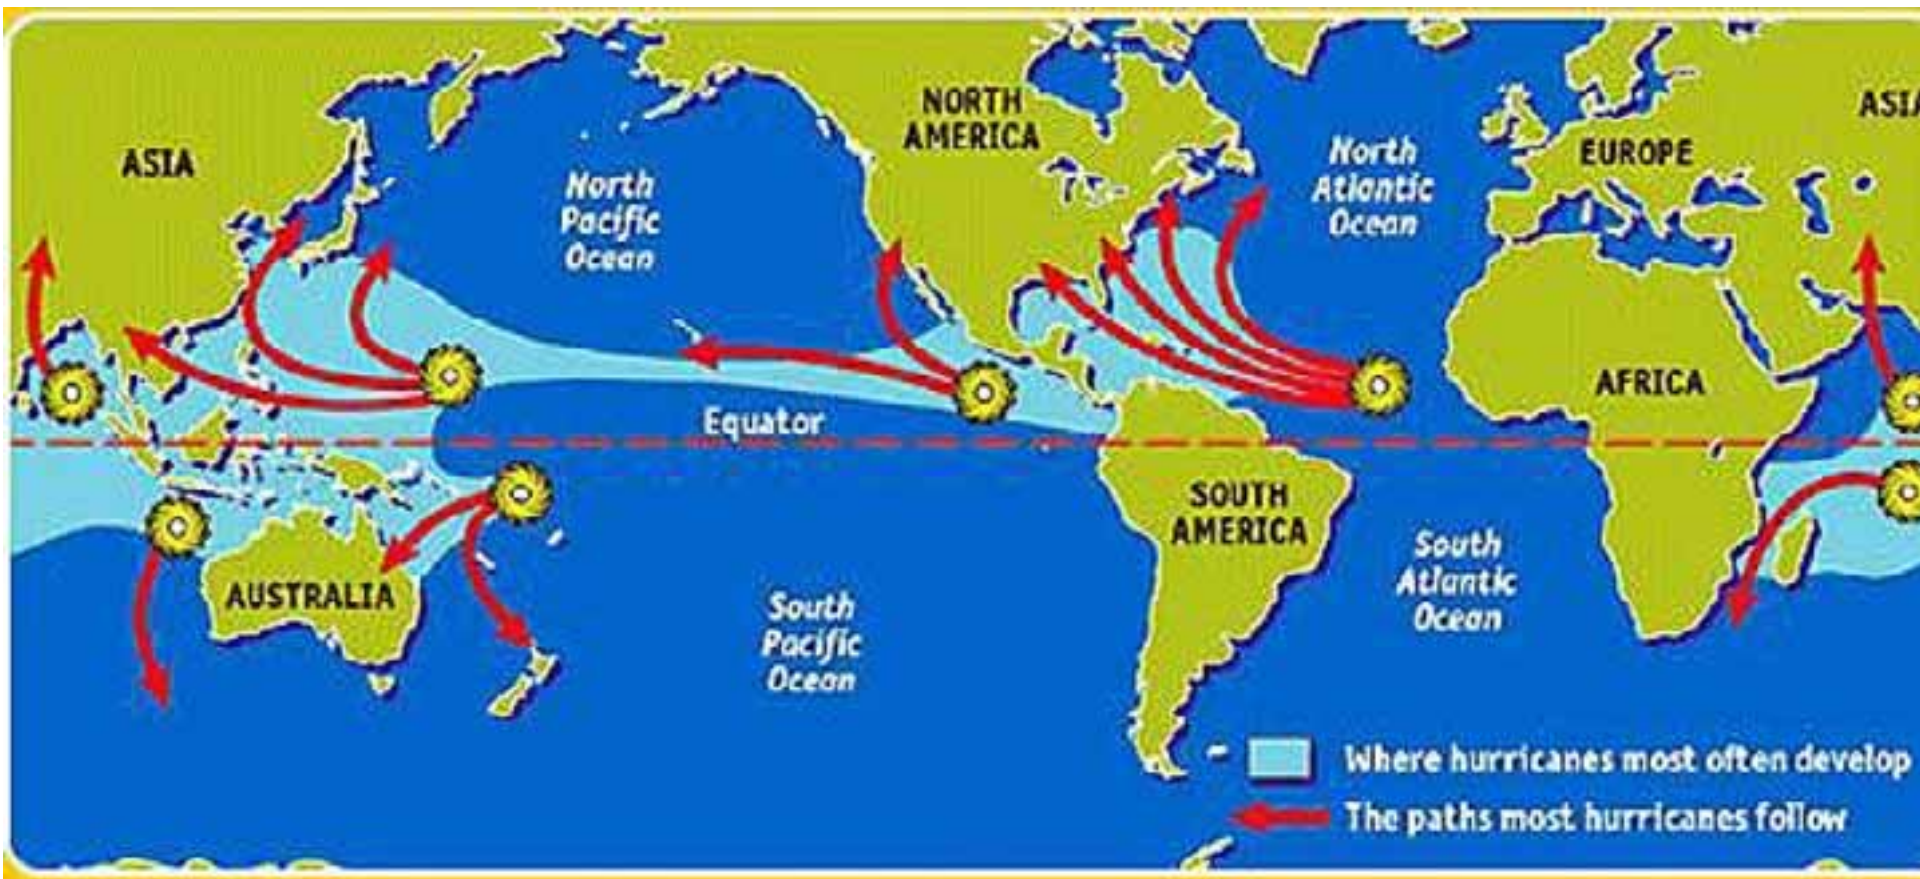 ASIA
North
Pacific
Ocean
NORTH
AMERICA
North
Atlantic
Ocean
EUROPE
ASIA
AFRICA
Equator
SOUTH
AMERICA
AUSTRALIA
South
Pacific
Ocean
South
Atlantic
Ocean
Where hurricanes most often develop
The paths most hurricanes follow